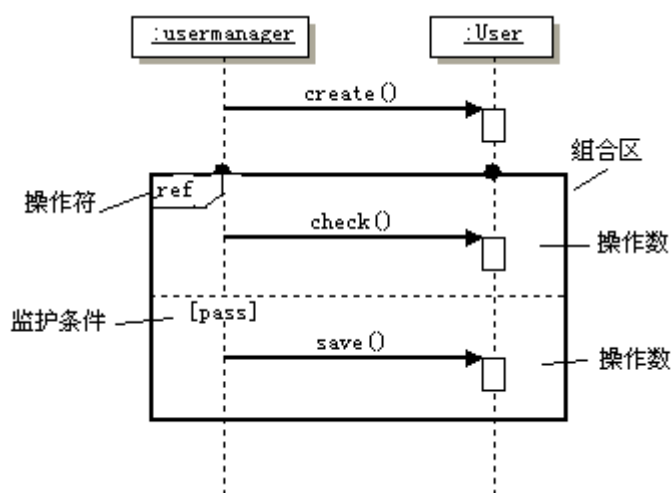 :usermanager
:User
create()
组合区
ref
操作符
check()
操作数
监护条件
[pass]
save()
操作数